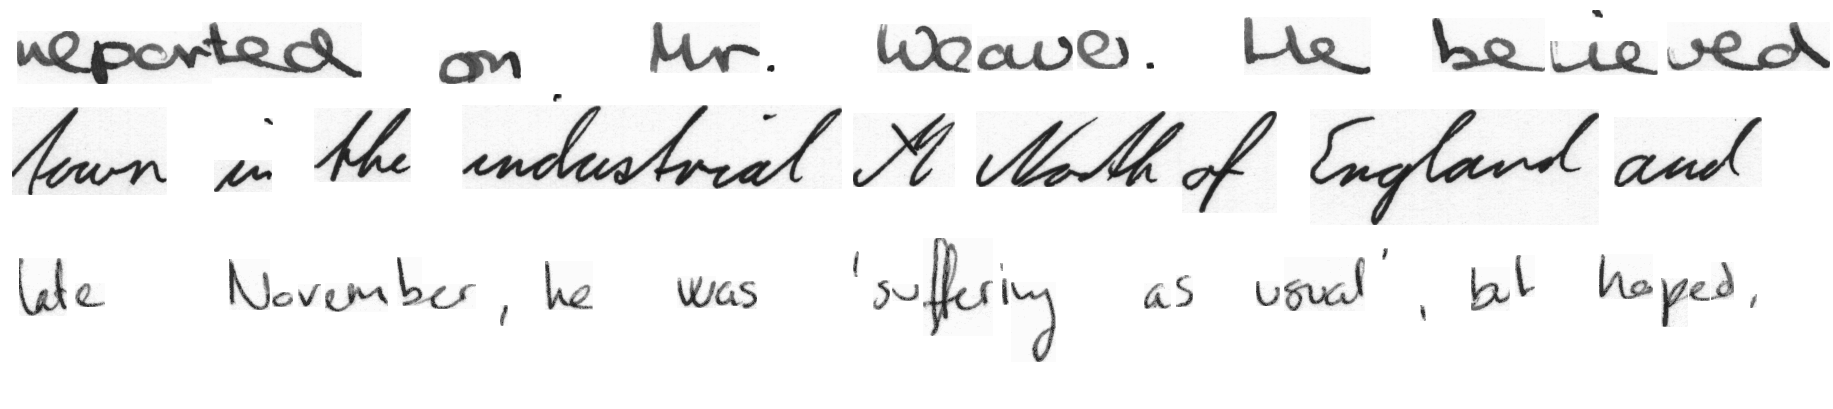 reported on Mr. Weaver. He believed
town in the industrial North of England and
late November, he was 'suffering as usual', but hoped,